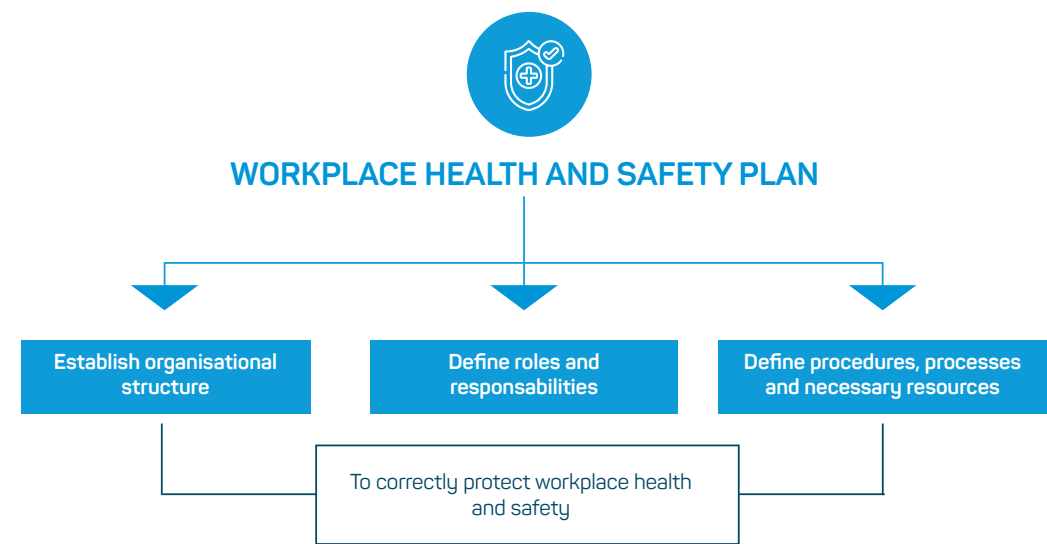 WORKPLACE HEALTH AND SAFETY PLAN
Establish organisational
structure
Define roles and
responsabilities
Define procedures, processes
and necessary resources
To correctly protect workplace health
and safety